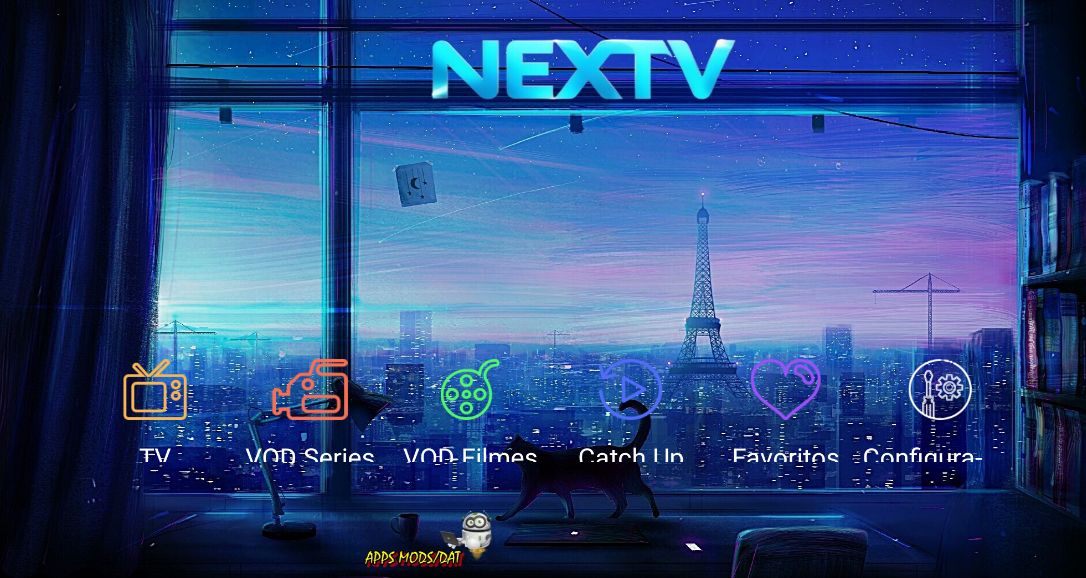 NEXTV
TV VOD Series VOD Filmes Catch Up Favoritos Configura-
APPS MODS/DAT